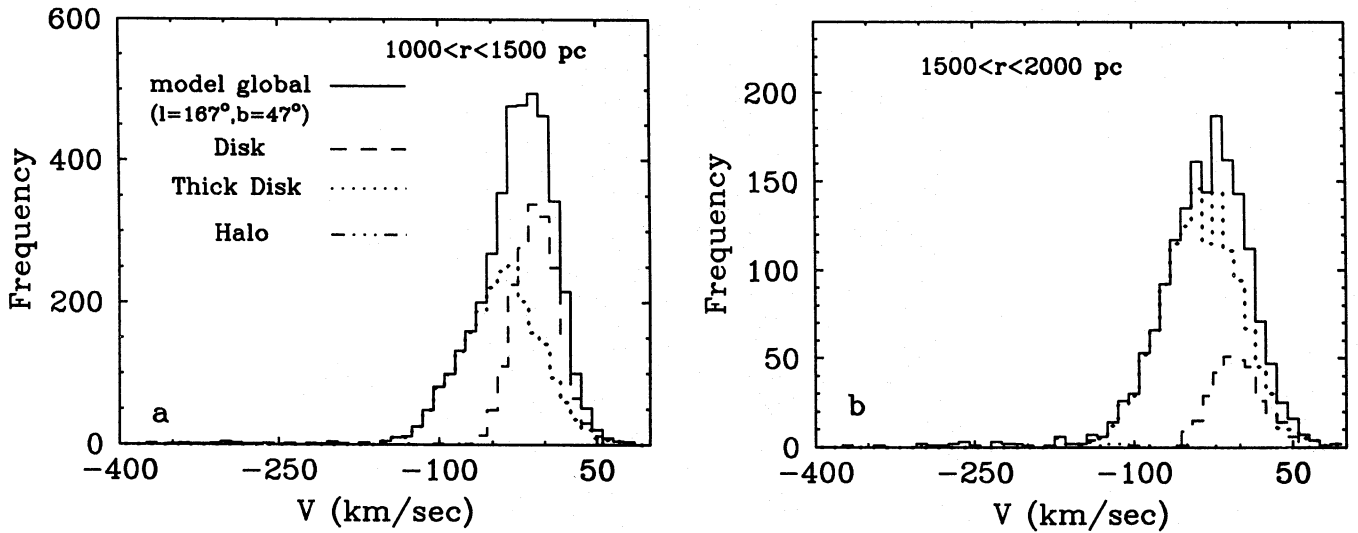 600
400
200
0
Frequency
1000<r<1500 pc
model global
(l=167°,b=47°)
Disk
Thick Disk
Halo
a
-400
-250
-100
50
V (km/sec)
200
150
100
50
0
Frequency
1500<r<2000 pc
b
-400
-250
-100
50
V (km/sec)